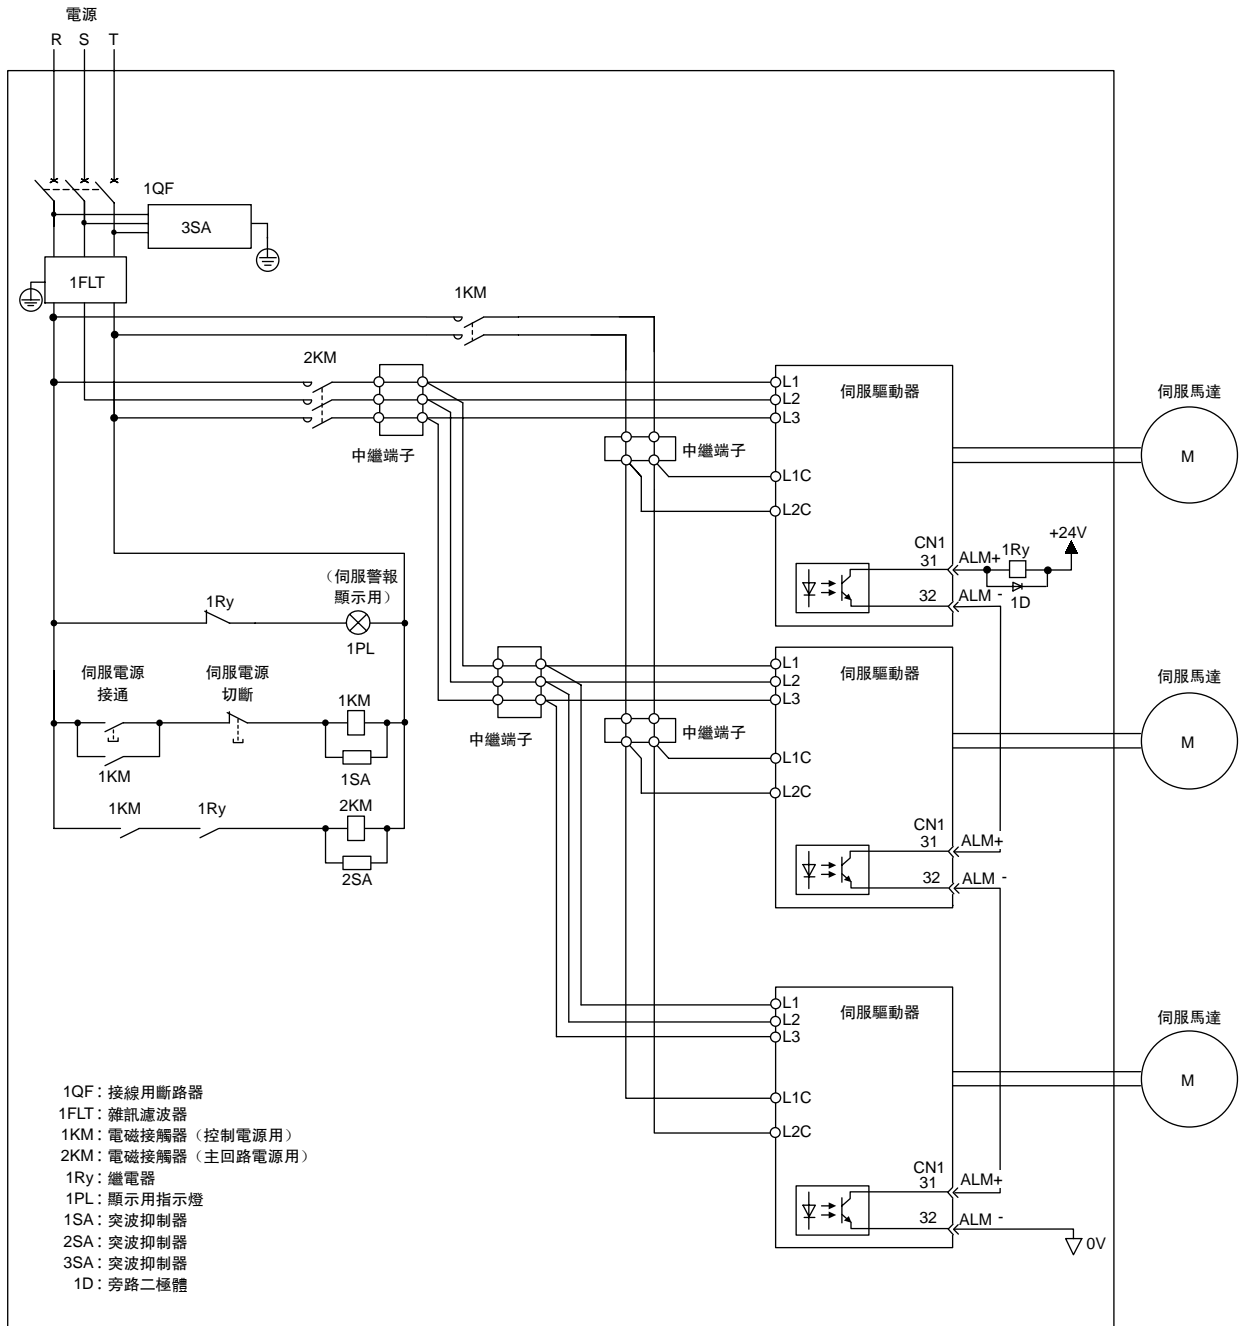 電源
R S T
1QF
3SA
1FLT
1KM
2KM
中繼端子
伺服驅動器
L1
L2
L3
中繼端子
L1C
L2C
伺服馬達
M
CN1
31 ALM+
32 ALM -
1Ry
+24V
1D
（伺服警報
顯示用）
1Ry
1PL
伺服電源
接通
伺服電源
切斷
1KM
1KM
1SA
1KM
1Ry
2KM
2SA
中繼端子
伺服驅動器
L1
L2
L3
中繼端子
L1C
L2C
伺服馬達
M
CN1
31 ALM+
32 ALM -
伺服驅動器
L1
L2
L3
L1C
L2C
伺服馬達
M
CN1
31 ALM+
32 ALM -
0V
1QF：接線用斷路器
1FLT：雜訊濾波器
1KM：電磁接觸器（控制電源用）
2KM：電磁接觸器（主回路電源用）
1Ry：繼電器
1PL：顯示用指示燈
1SA：突波抑制器
2SA：突波抑制器
3SA：突波抑制器
1D：旁路二極體